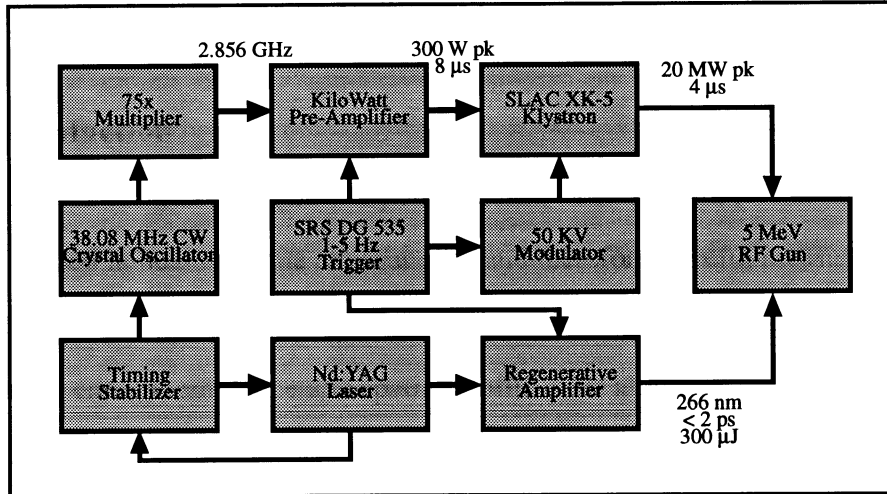 2.856 GHz
300 W pk
8 µs
20 MW pk
4 µs
75x
Multiplier
KiloWatt
Pre-Amplifier
SLAC XK-5
Klystron
38.08 MHz CW
Crystal Oscillator
SRS DG 535
1-5 Hz
Trigger
50 KV
Modulator
5 MeV
RF Gun
Timing
Stabilizer
Nd:YAG
Laser
Regenerative
Amplifier
266 nm
< 2 ps
300 µJ